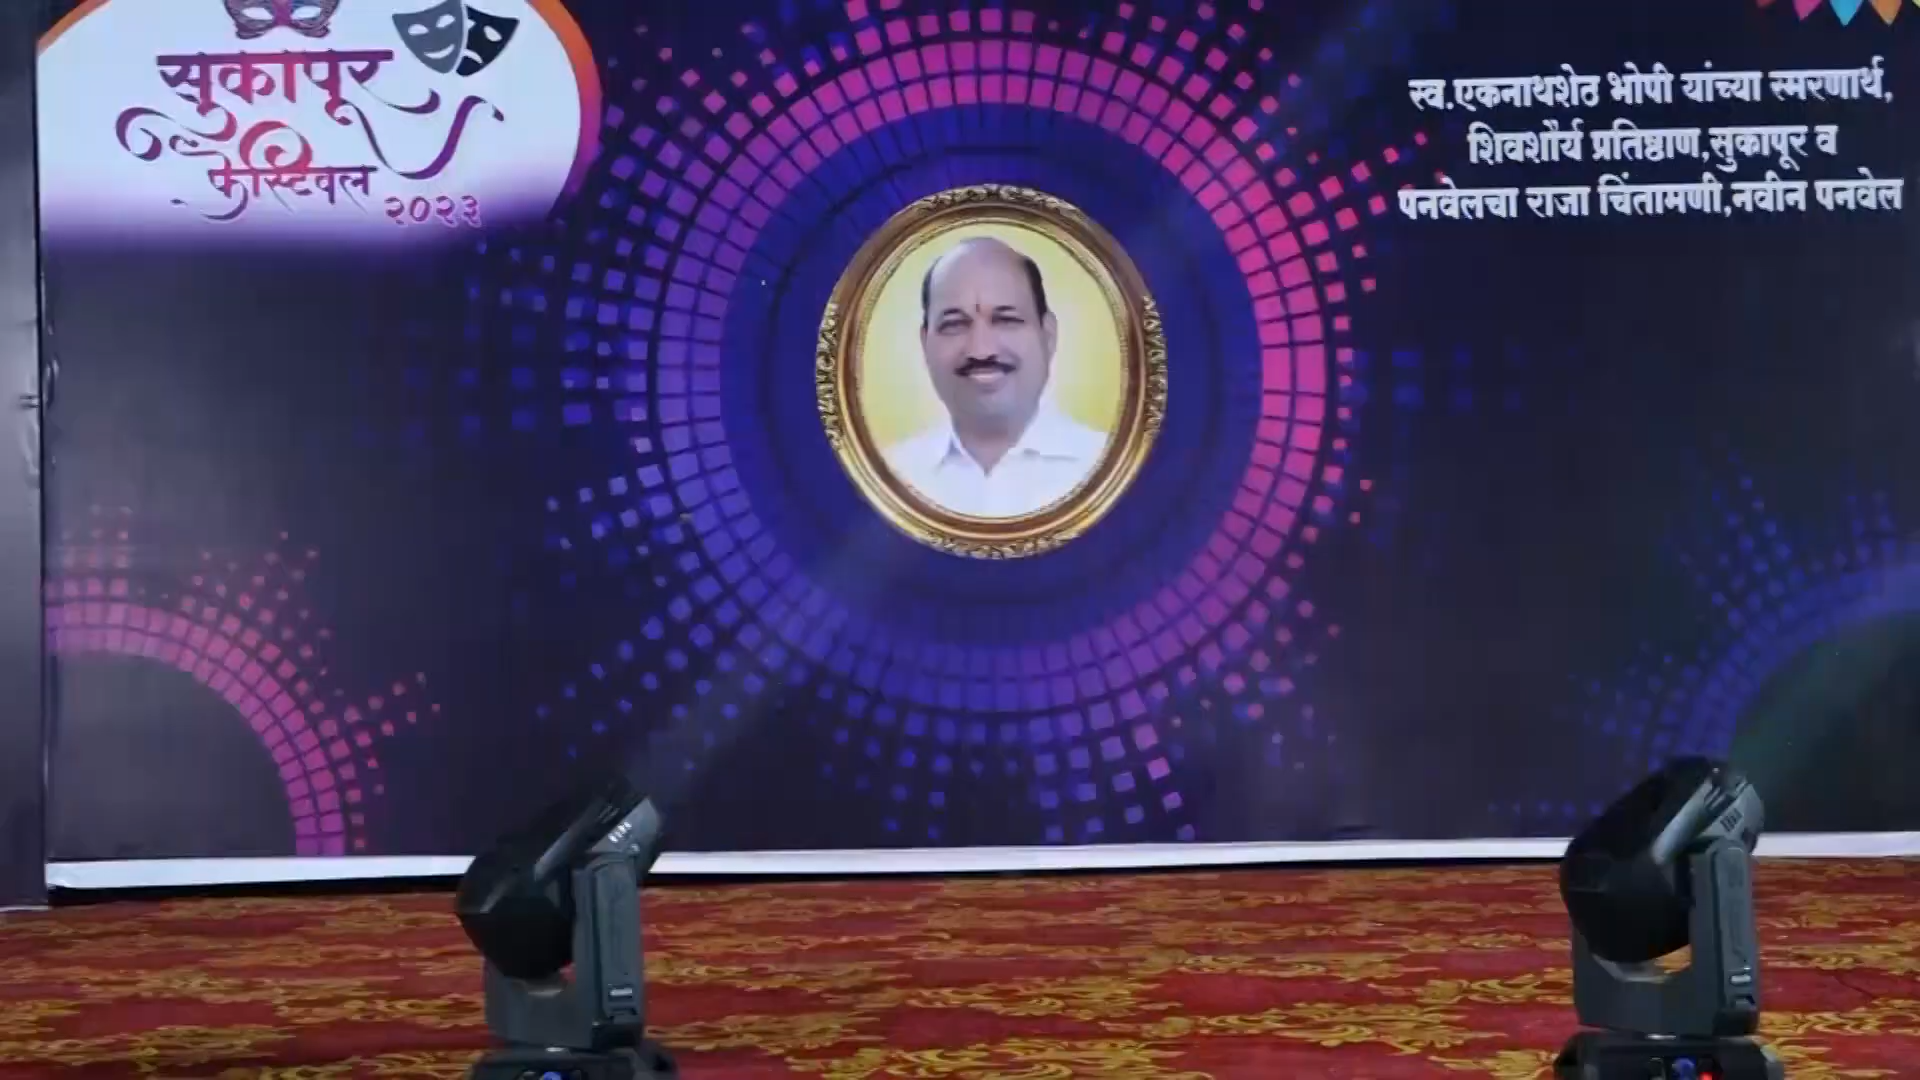 सुकापूर
फेस्टिवल
२०२३
स्व.एकनाथशेठ भोपी यांच्या स्मरणार्थ,
शिवशौर्य प्रतिष्ठाण,सुकापूर व
पनवेलचा राजा चिंतामणी,नवीन पनवेल